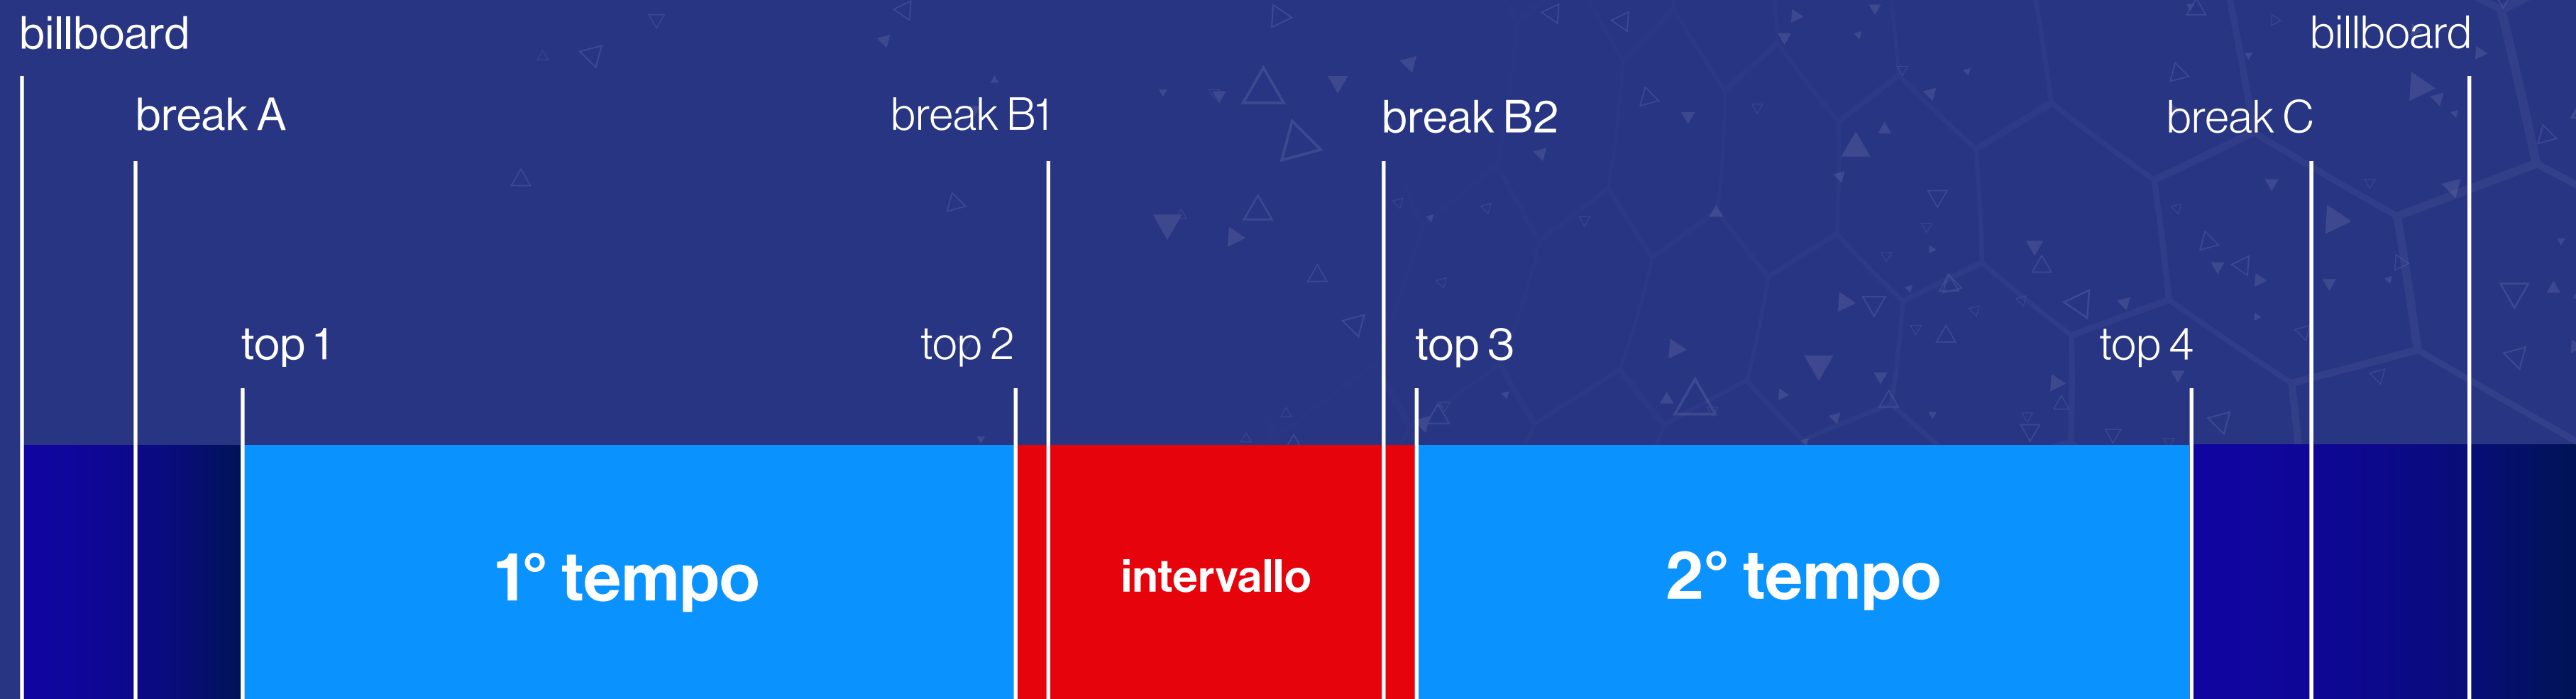 billboard
billboard
break A
break B1
break B2
break C
top 1
top 2
top 3
top 4
1° tempo
intervallo
2° tempo